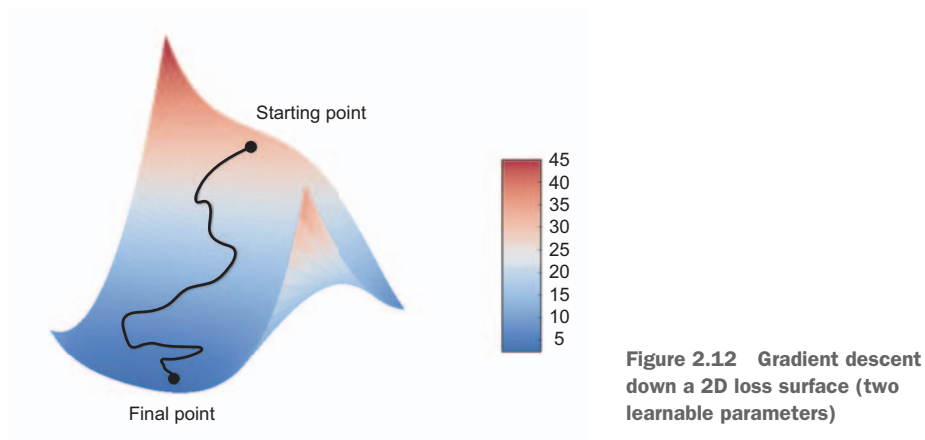 Starting point
45
40
35
30
25
20
15
10
5
Final point
Figure 2.12 Gradient descent
down a 2D loss surface (two
learnable parameters)